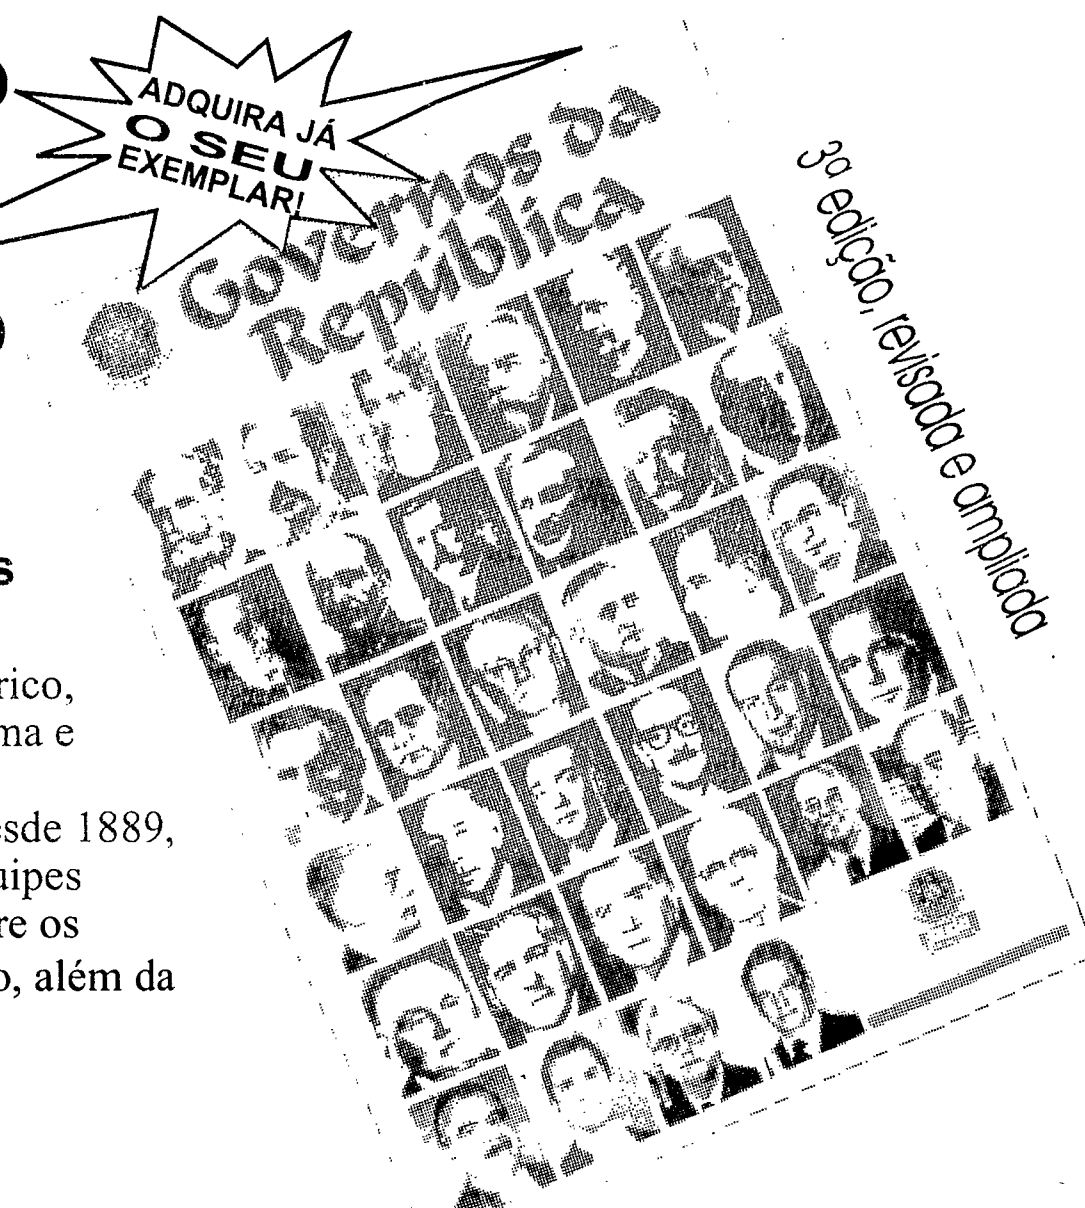 ADQUIRA JÁ
O SEU
EXEMPLAR!
Governos da
República
3ª edição, revisada e ampliada
s
rico,
ma e
esde 1889,
uipes
re os
o, além da